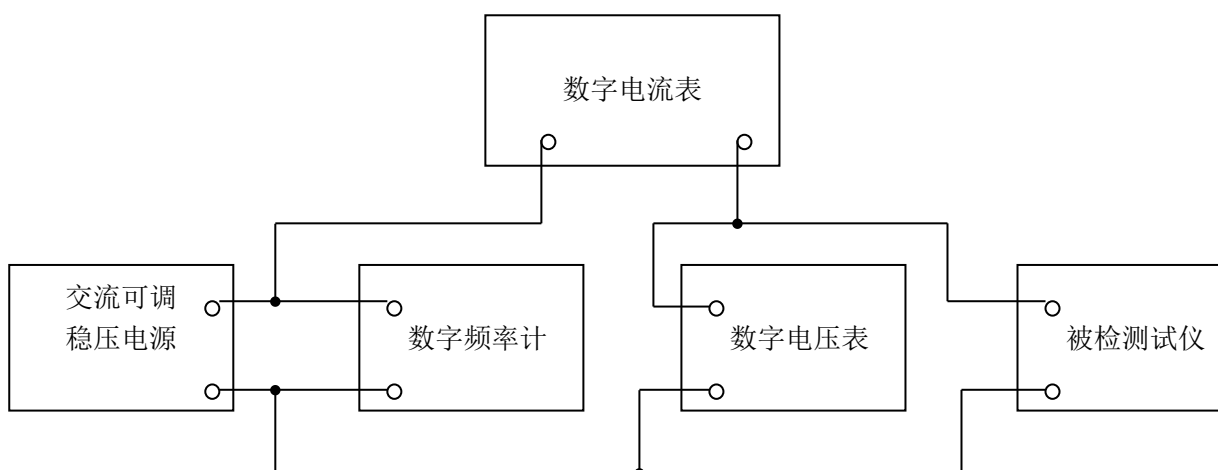 数字电流表
交流可调
稳压电源
数字频率计
数字电压表
被检测试仪